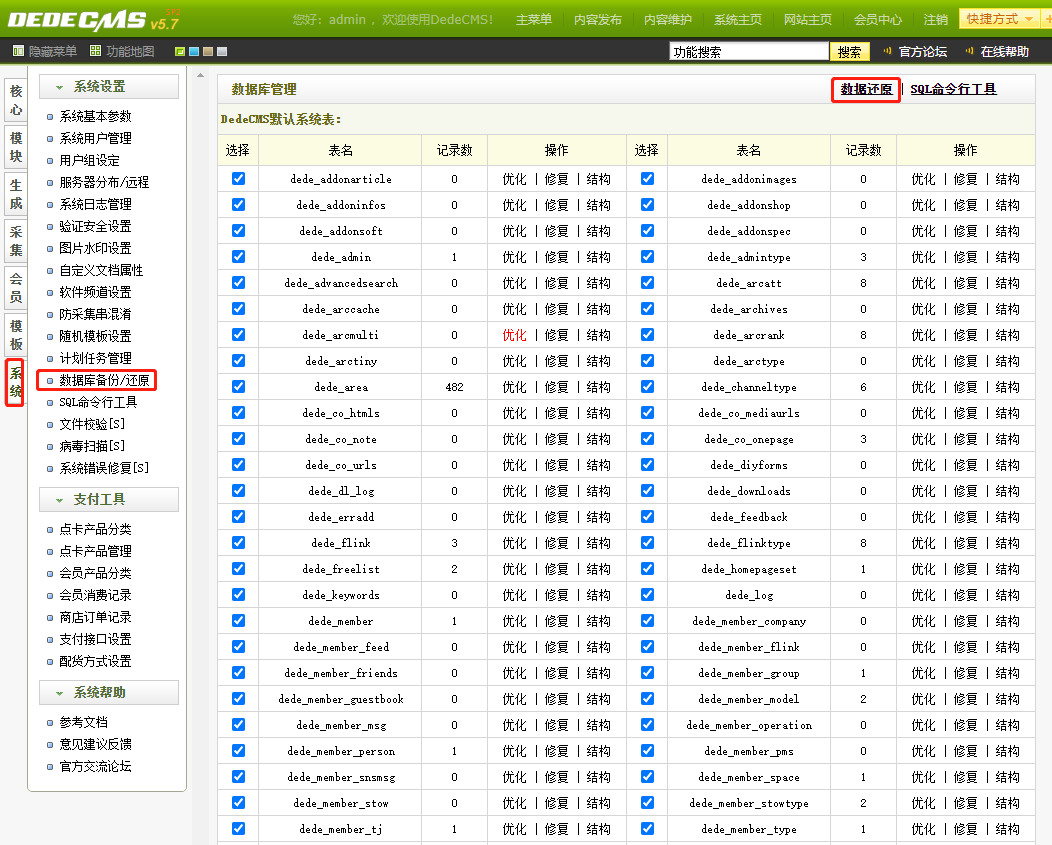 DEDECMS v5.7 SP2
您好: admin ，欢迎使用DedeCMS! 主菜单 内容发布 内容维护 系统主页 网站主页 会员中心 注销 快捷方式
隐藏菜单 功能地图 功能搜索 搜索 官方论坛 在线帮助
核心
模块
生成
采集
会员
模板
系统
系统设置
系统基本参数
系统用户管理
用户组设定
服务器分布/远程
系统日志管理
验证安全设置
图片水印设置
自定义文档属性
软件频道设置
防采集串混淆
随机模板设置
计划任务管理
数据库备份/还原
SQL命令行工具
文件校验[S]
病毒扫描[S]
系统错误修复[S]
支付工具
点卡产品分类
点卡产品管理
会员产品分类
会员消费记录
商店订单记录
支付接口设置
配货方式设置
系统帮助
参考文档
意见建议反馈
官方交流论坛
数据库管理 数据还原 | SQL命令行工具
DedeCMS默认系统表:
选择 表名 记录数 操作 选择 表名 记录数 操作
dede_addonarticle 0 优化 | 修复 | 结构 dede_addonimages 0 优化 | 修复 | 结构
dede_addoninfos 0 优化 | 修复 | 结构 dede_addonshop 0 优化 | 修复 | 结构
dede_addonsoft 0 优化 | 修复 | 结构 dede_addonspec 0 优化 | 修复 | 结构
dede_admin 1 优化 | 修复 | 结构 dede_admintype 3 优化 | 修复 | 结构
dede_advancedsearch 0 优化 | 修复 | 结构 dede_arcatt 8 优化 | 修复 | 结构
dede_arccache 0 优化 | 修复 | 结构 dede_archives 0 优化 | 修复 | 结构
dede_arcmulti 0 优化 | 修复 | 结构 dede_arcrank 8 优化 | 修复 | 结构
dede_arctiny 0 优化 | 修复 | 结构 dede_arctype 0 优化 | 修复 | 结构
dede_area 482 优化 | 修复 | 结构 dede_channeltype 6 优化 | 修复 | 结构
dede_co_htmls 0 优化 | 修复 | 结构 dede_co_mediaurls 0 优化 | 修复 | 结构
dede_co_note 0 优化 | 修复 | 结构 dede_co_onepage 3 优化 | 修复 | 结构
dede_co_urls 0 优化 | 修复 | 结构 dede_diyforms 0 优化 | 修复 | 结构
dede_dl_log 0 优化 | 修复 | 结构 dede_downloads 0 优化 | 修复 | 结构
dede_erradd 0 优化 | 修复 | 结构 dede_feedback 0 优化 | 修复 | 结构
dede_flink 3 优化 | 修复 | 结构 dede_flinktype 8 优化 | 修复 | 结构
dede_freelist 2 优化 | 修复 | 结构 dede_homepageset 1 优化 | 修复 | 结构
dede_keywords 0 优化 | 修复 | 结构 dede_log 0 优化 | 修复 | 结构
dede_member 1 优化 | 修复 | 结构 dede_member_company 0 优化 | 修复 | 结构
dede_member_feed 0 优化 | 修复 | 结构 dede_member_flink 0 优化 | 修复 | 结构
dede_member_friends 0 优化 | 修复 | 结构 dede_member_group 1 优化 | 修复 | 结构
dede_member_guestbook 0 优化 | 修复 | 结构 dede_member_model 2 优化 | 修复 | 结构
dede_member_msg 0 优化 | 修复 | 结构 dede_member_operation 0 优化 | 修复 | 结构
dede_member_person 1 优化 | 修复 | 结构 dede_member_pms 0 优化 | 修复 | 结构
dede_member_snsmsg 0 优化 | 修复 | 结构 dede_member_space 1 优化 | 修复 | 结构
dede_member_stow 0 优化 | 修复 | 结构 dede_member_stowtype 2 优化 | 修复 | 结构
dede_member_tj 1 优化 | 修复 | 结构 dede_member_type 1 优化 | 修复 | 结构